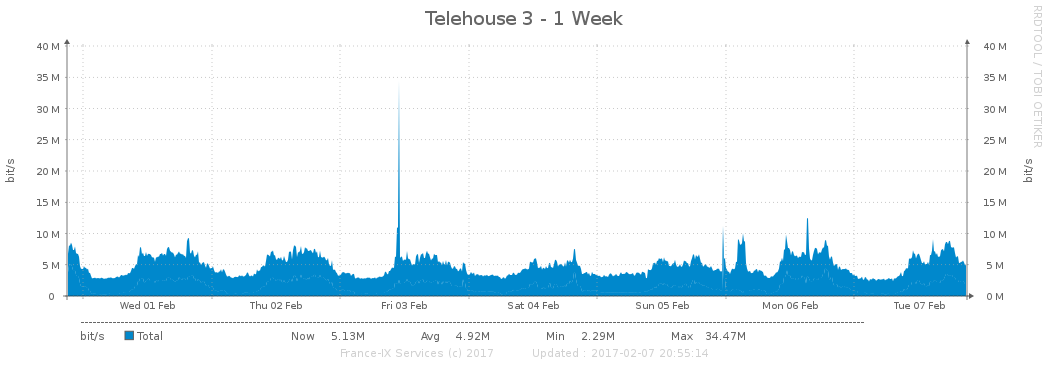 Telehouse 3 - 1 Week
RRDTOOL / TOBI OETIKER
40 M 40 M
35 M 35 M
30 M 30 M
25 M 25 M
20 M 20 M
15 M 15 M
10 M 10 M
5 M 5 M
0 0 M
bit/s bit/s
Wed 01 Feb Thu 02 Feb Fri 03 Feb Sat 04 Feb Sun 05 Feb Mon 06 Feb Tue 07 Feb
bit/s Total Now 5.13M Avg 4.92M Min 2.29M Max 34.47M
France-IX Services (c) 2017 Updated : 2017-02-07 20:55:14